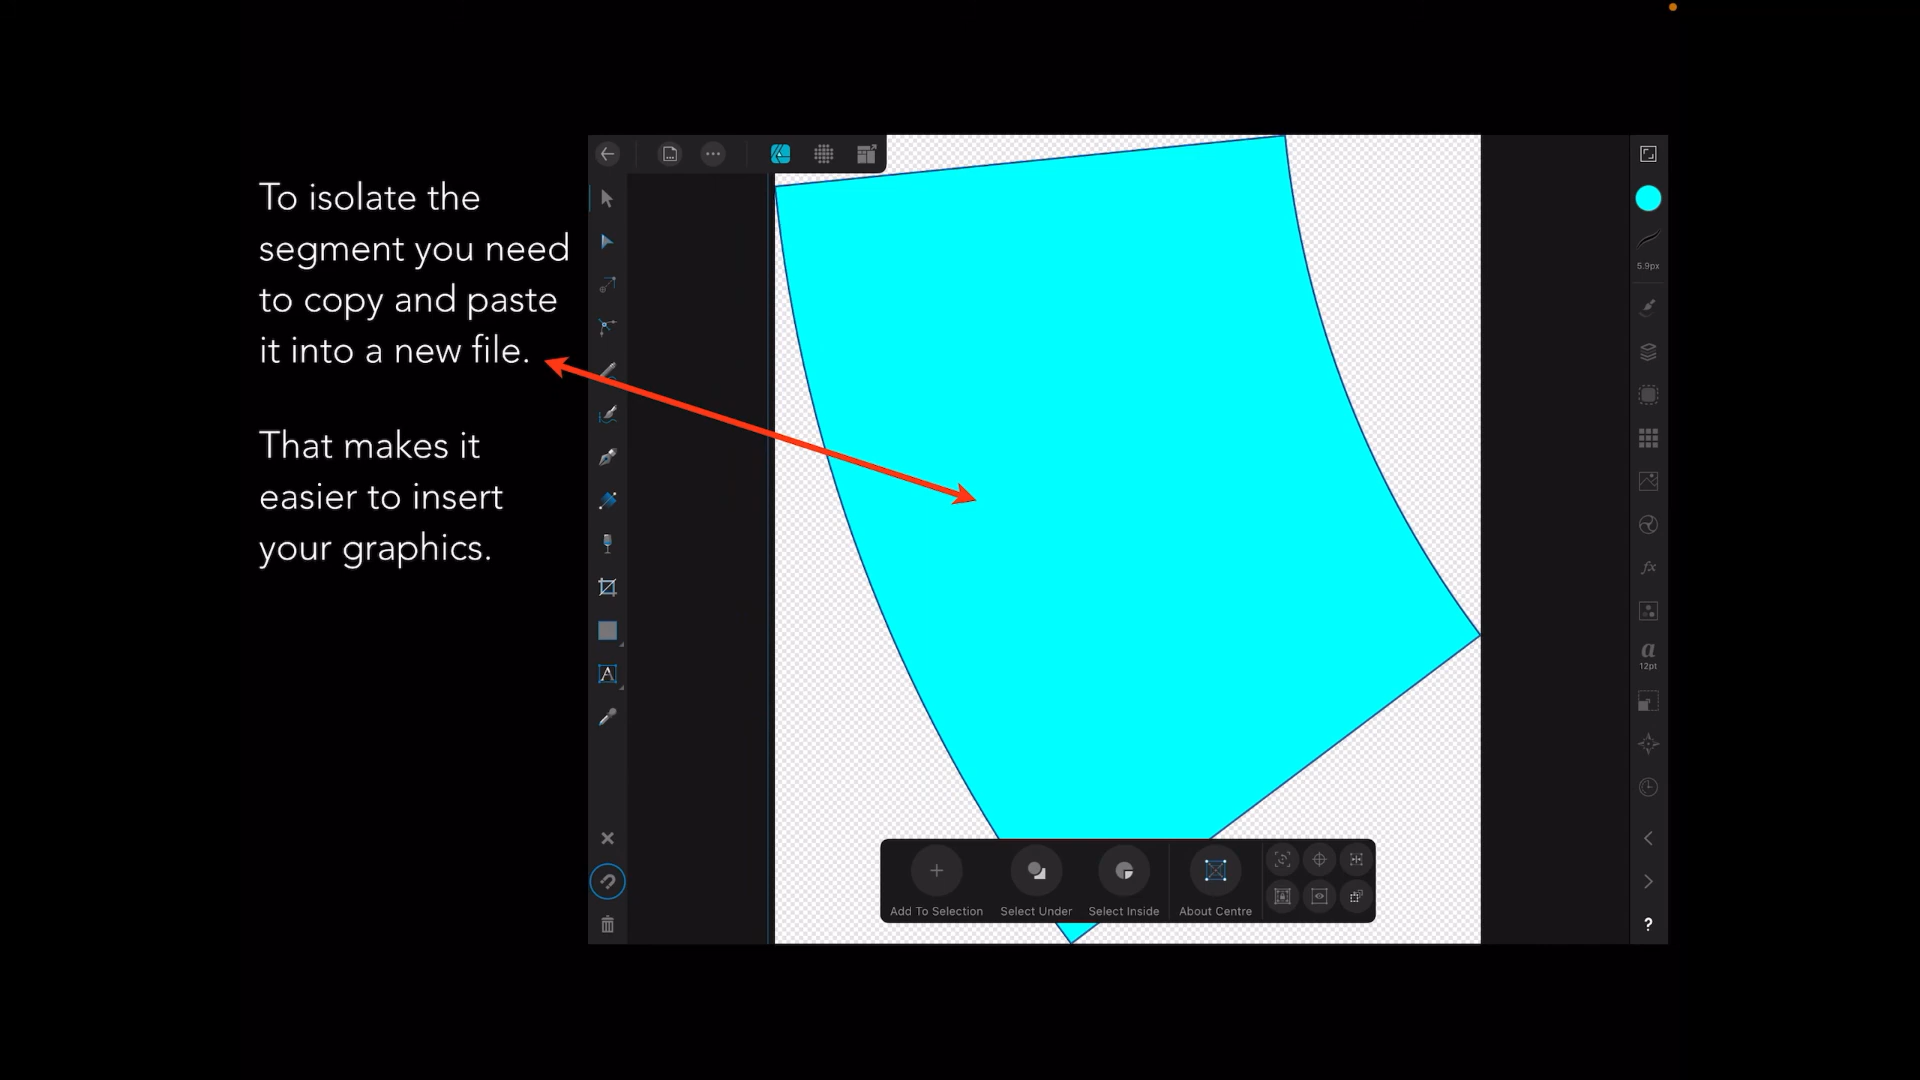 To isolate the
segment you need
to copy and paste
it into a new file.
That makes it
easier to insert
your graphics.
5.9px
fx
a
12pt
A
Add To Selection
Select Under
Select Inside
About Centre
?